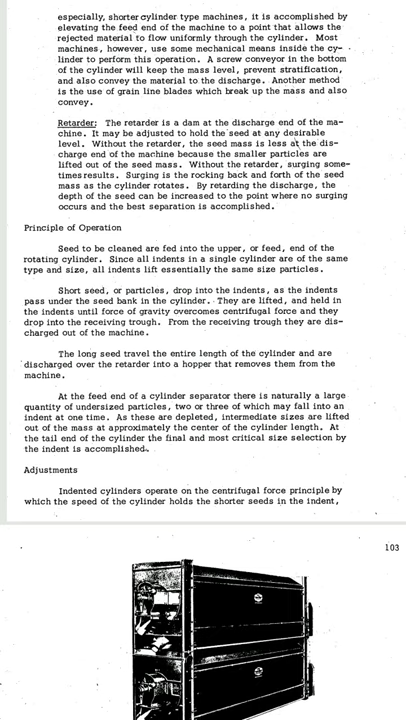 especially, shorter cylinder type machines, it is accomplished by
elevating the feed end of the machine to a point that allows the
rejected material to flow uniformly through the cylinder. Most
machines, however, use some mechanical means inside the cy-
linder to perform this operation. A screw conveyor in the bottom
of the cylinder will keep the mass level, prevent stratification,
and also convey the material to the discharge. Another method
is the use of grain line blades which break up the mass and also
convey.
Retarder: The retarder is a dam at the discharge end of the ma-
chine. It may be adjusted to hold the seed at any desirable
level. Without the retarder, the seed mass is less at the dis-
charge end of the machine because the smaller particles are
lifted out of the seed mass. Without the retarder, surging some-
times results. Surging is the rocking back and forth of the seed
mass as the cylinder rotates. By retarding the discharge, the
depth of the seed can be increased to the point where no surging
occurs and the best separation is accomplished.
Principle of Operation
Seed to be cleaned are fed into the upper, or feed, end of the
rotating cylinder. Since all indents in a single cylinder are of the same
type and size, all indents lift essentially the same size particles.
Short seed, or particles, drop into the indents, as the indents
pass under the seed bank in the cylinder. They are lifted, and held in
the indents until force of gravity overcomes centrifugal force and they
drop into the receiving trough. From the receiving trough they are dis-
charged out of the machine.
The long seed travel the entire length of the cylinder and are
discharged over the retarder into a hopper that removes them from the
machine.
At the feed end of a cylinder separator there is naturally a large
quantity of undersized particles, two or three of which may fall into an
indent at one time. As these are depleted, intermediate sizes are lifted
out of the mass at approximately the center of the cylinder length. At
the tail end of the cylinder the final and most critical size selection by
the indent is accomplished.
Adjustments
Indented cylinders operate on the centrifugal force principle by
which the speed of the cylinder holds the shorter seeds in the indent,
103